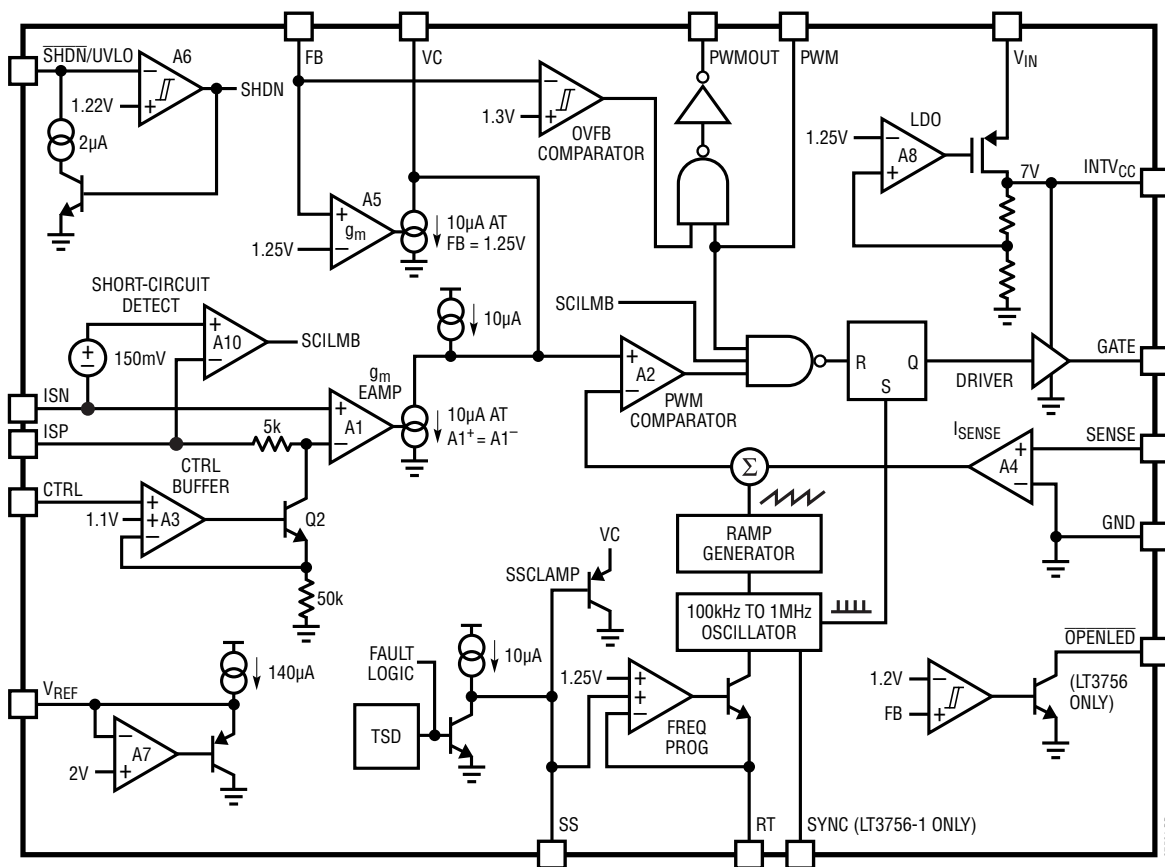 SHDN/UVLO
A6
FB
VC
PWMOUT
PWM
VIN
−
+
1.22V
SHDN
2µA
−
+
1.3V
OVFB
COMPARATOR
LDO
1.25V
−
+
A8
7V
INTVCC
A5
+
gm
−
1.25V
10µA AT
FB = 1.25V
SHORT-CIRCUIT
DETECT
10µA
SCILMB
+
−
150mV
+
A10
−
SCILMB
gm
EAMP
+
A2
−
PWM
COMPARATOR
R
S
Q
DRIVER
GATE
ISN
ISP
5k
+
A1
−
10µA AT
A1+ = A1−
ISENSE
SENSE
+
A4
−
CTRL
CTRL
BUFFER
1.1V
+
+
−
A3
Q2
Σ
GND
RAMP
GENERATOR
VC
SSCLAMP
50k
100kHz TO 1MHz
OSCILLATOR
OPENLED
140µA
FAULT
LOGIC
10µA
1.25V
+
+
−
FREQ
PROG
1.2V
−
FB
+
(LT3756
ONLY)
VREF
TSD
−
A7
+
2V
SS
RT
SYNC (LT3756-1 ONLY)